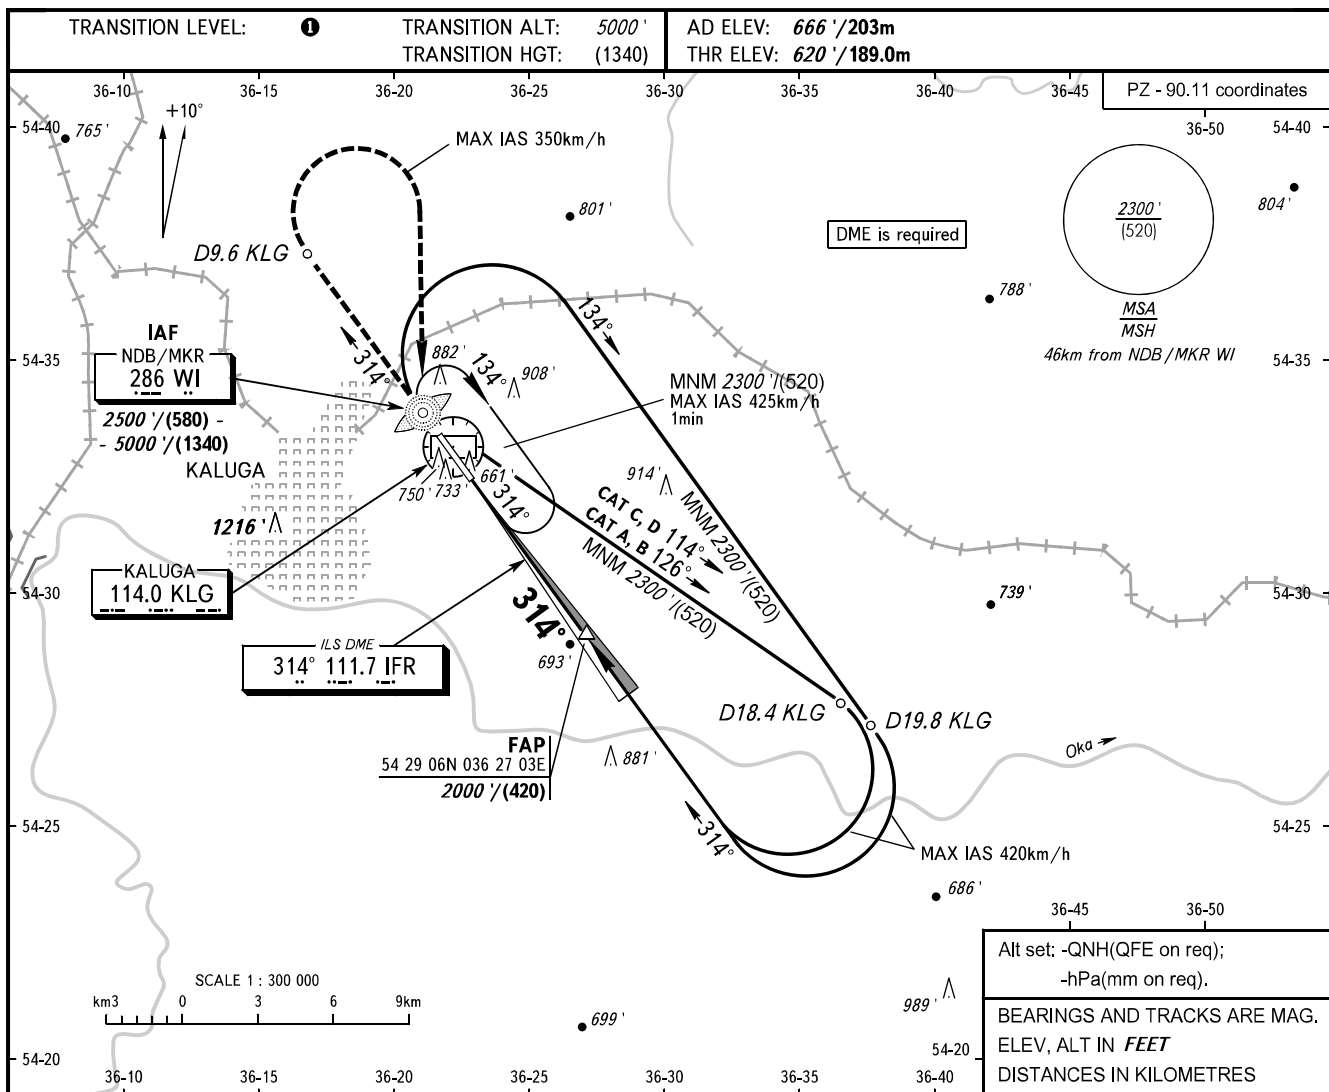 TRANSITION LEVEL: 1 TRANSITION ALT: 5000 ' AD ELEV: 666 '/203m
TRANSITION HGT: (1340) THR ELEV: 620 '/189.0m
36-10 36-15 36-20 36-25 36-30 36-35 36-40 36-45
PZ - 90.11 coordinates
36-50
54-40 54-40
+10°
765'
MAX IAS 350km/h
801'
804'
2300'
(520)
DME is required
D9.6 KLG
788'
MSA
MSH
46km from NDB/MKR WI
134°
IAF
NDB/MKR
286 WI
2500 '/(580) -
- 5000 '/(1340)
54-35 54-35
314°
882'
134°
908'
MNM 2300 '/(520)
MAX IAS 425km/h
1min
KALUGA
750'
733'
661'
314°
914'
CAT C, D 114°
CAT A, B 126°
MNM 2300 '/(520)
MNM 2300 '/(520)
1216'
KALUGA
114.0 KLG
54-30 54-30
739'
314°
ILS DME
314° 111.7 IFR
693'
D18.4 KLG
D19.8 KLG
FAP
54 29 06N 036 27 03E
2000 '/(420)
881'
Oka
54-25 54-25
314°
MAX IAS 420km/h
686'
36-45 36-50
Alt set: -QNH(QFE on req);
-hPa(mm on req).
SCALE 1 : 300 000
km3 0 3 6 9km
989'
699'
BEARINGS AND TRACKS ARE MAG.
ELEV, ALT IN FEET
DISTANCES IN KILOMETRES
54-20 54-20
36-10 36-15 36-20 36-25 36-30 36-35 36-40